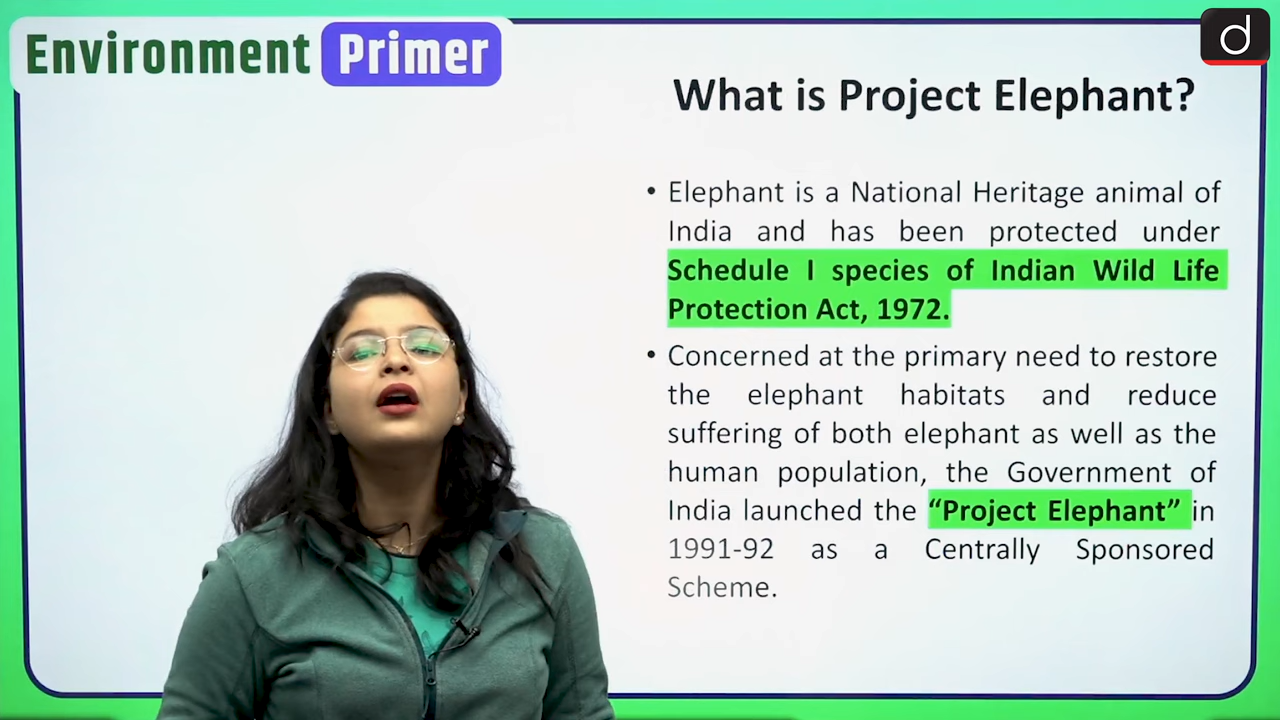 Environment Primer
d
What is Project Elephant?
• Elephant is a National Heritage animal of
India and has been protected under
Schedule I species of Indian Wild Life
Protection Act, 1972.
• Concerned at the primary need to restore
the elephant habitats and reduce
suffering of both elephant as well as the
human population, the Government of
India launched the “Project Elephant” in
1991-92 as a Centrally Sponsored
Scheme.